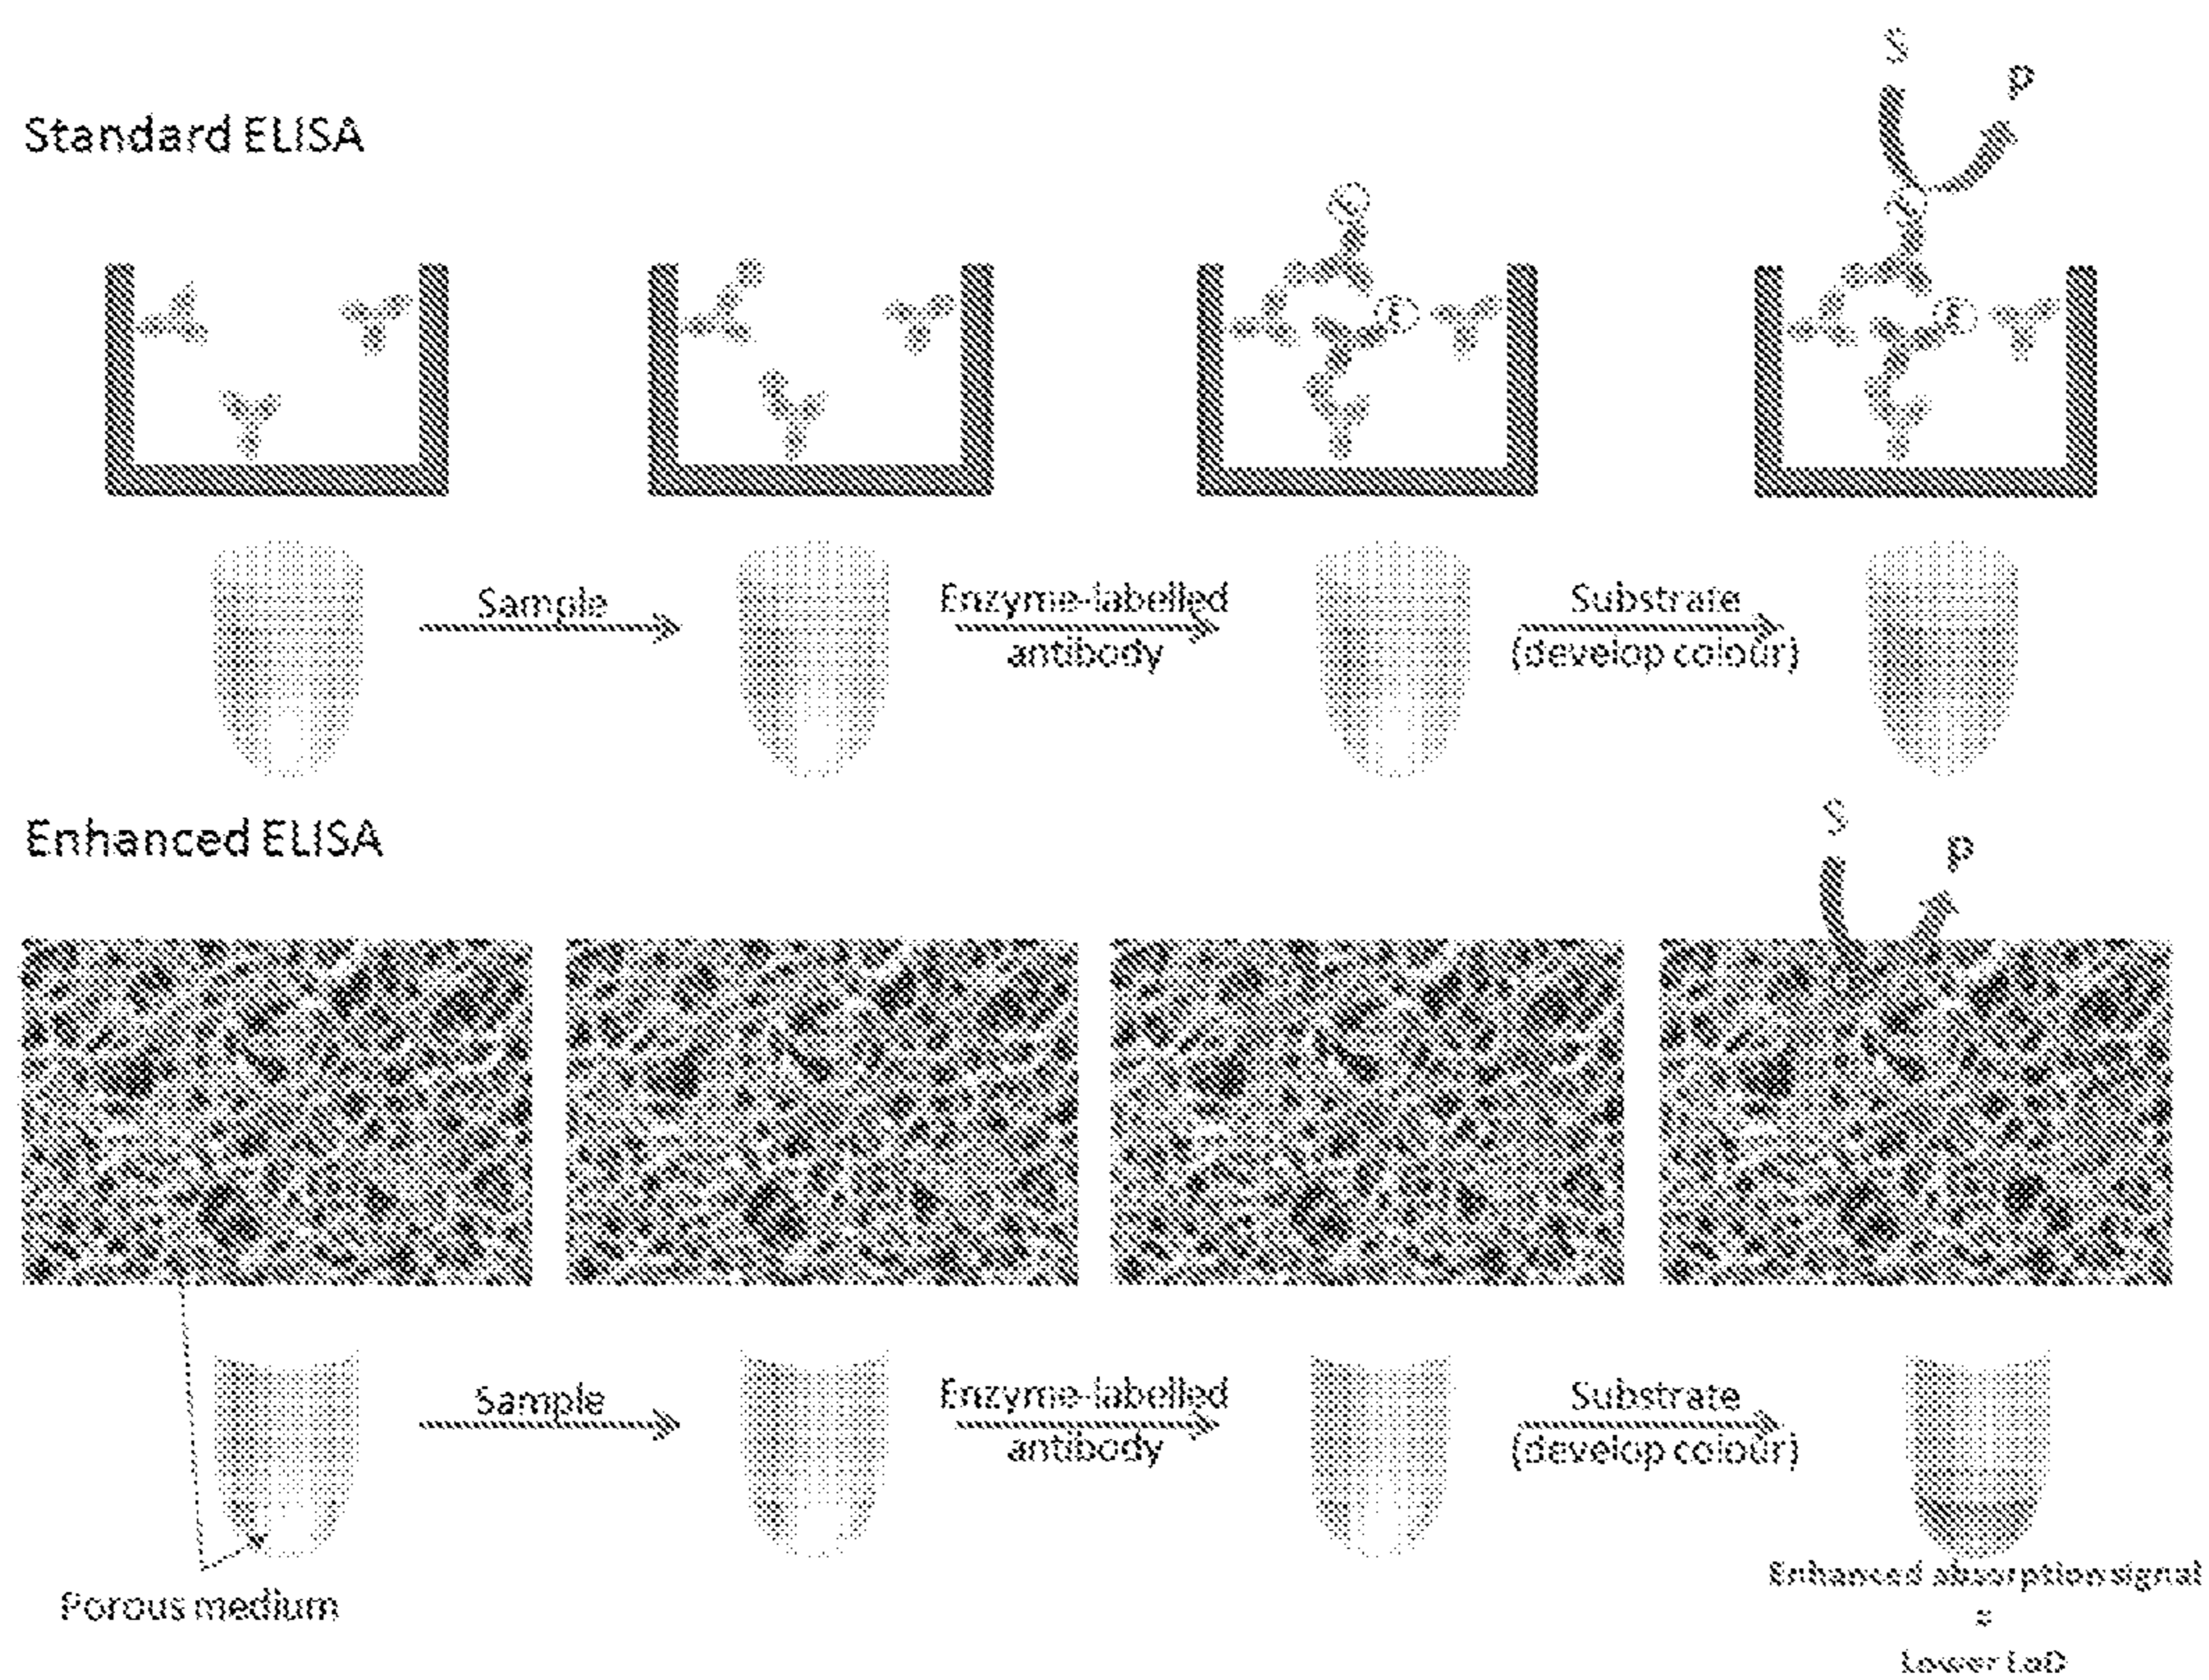 S
P
Standard ELISA
E
E
E
E
Sample
Enzyme-labelled
antibody
Substrate
(develop colour)
Enhanced ELISA
S
P
Sample
Enzyme-labelled
antibody
Substrate
(develop colour)
Porous medium
Enhanced absorption signal
=
Lower LoD